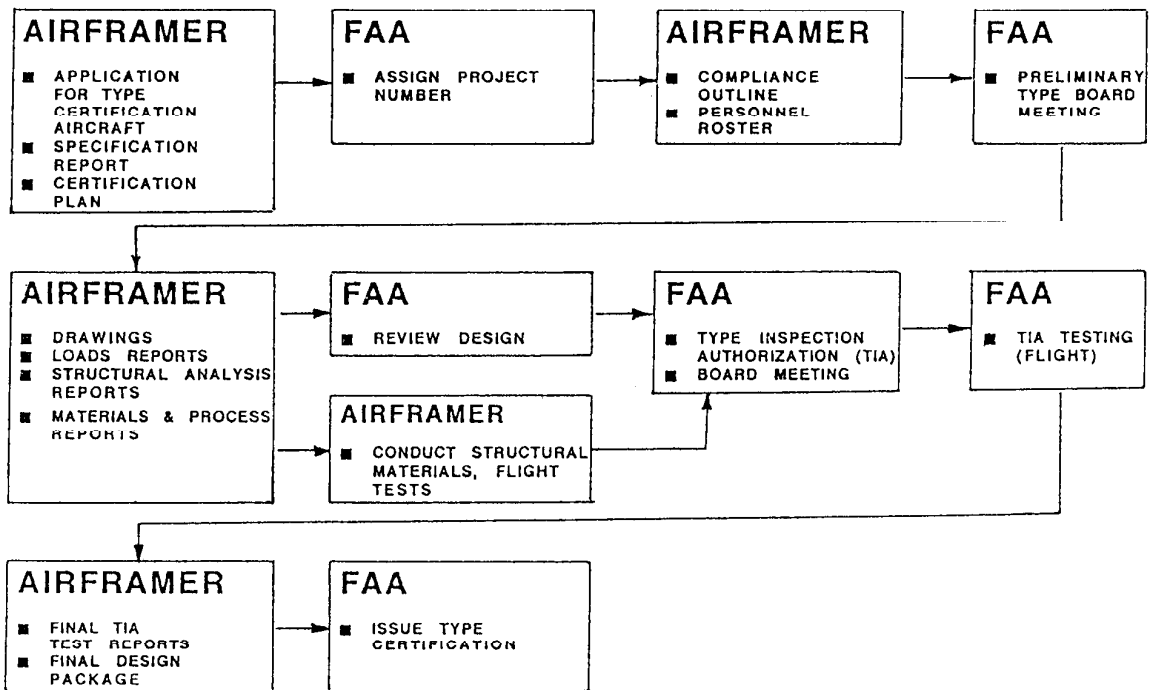 AIRFRAMER
■ APPLICATION
FOR TYPE
CERTIFICATION
AIRCRAFT
■ SPECIFICATION
REPORT
■ CERTIFICATION
PLAN
FAA
■ ASSIGN PROJECT
NUMBER
AIRFRAMER
■ COMPLIANCE
OUTLINE
■ PERSONNEL
ROSTER
FAA
■ PRELIMINARY
TYPE BOARD
MEETING
AIRFRAMER
■ DRAWINGS
■ LOADS REPORTS
■ STRUCTURAL ANALYSIS
REPORTS
■ MATERIALS & PROCESS
REPORTS
FAA
■ REVIEW DESIGN
AIRFRAMER
■ CONDUCT STRUCTURAL
MATERIALS, FLIGHT
TESTS
FAA
■ TYPE INSPECTION
AUTHORIZATION (TIA)
■ BOARD MEETING
FAA
■ TIA TESTING
(FLIGHT)
AIRFRAMER
■ FINAL TIA
TEST REPORTS
■ FINAL DESIGN
PACKAGE
FAA
■ ISSUE TYPE
CERTIFICATION